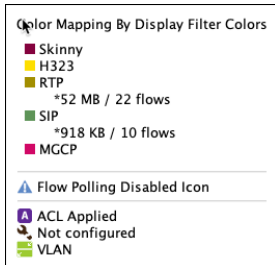 Color Mapping By Display Filter Colors
Skinny
H323
RTP
*52 MB / 22 flows
SIP
*918 KB / 10 flows
MGCP
Flow Polling Disabled Icon
A ACL Applied
Not configured
VLAN